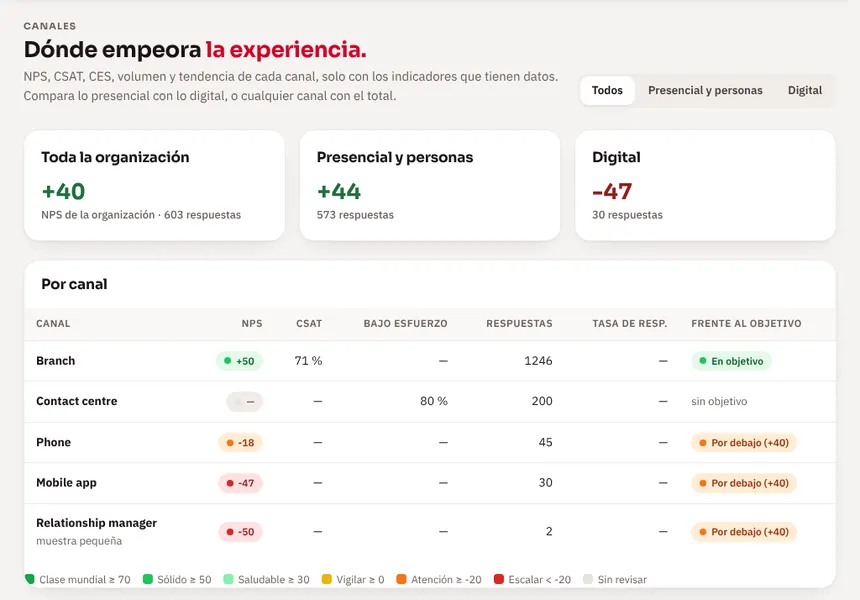 CANALES
Dónde empeora la experiencia.
NPS, CSAT, CES, volumen y tendencia de cada canal, solo con los indicadores que tienen datos.
Compara lo presencial con lo digital, o cualquier canal con el total.
Todos Presencial y personas Digital
Toda la organización
+40
NPS de la organización · 603 respuestas
Presencial y personas
+44
573 respuestas
Digital
-47
30 respuestas
Por canal
CANAL NPS CSAT BAJO ESFUERZO RESPUESTAS TASA DE RESP. FRENTE AL OBJETIVO
Branch +50 71 % — 1246 — En objetivo
Contact centre — — 80 % 200 — sin objetivo
Phone -18 — — 45 — Por debajo (+40)
Mobile app -47 — — 30 — Por debajo (+40)
Relationship manager -50 — — 2 — Por debajo (+40)
muestra pequeña
Clase mundial ≥ 70 Sólido ≥ 50 Saludable ≥ 30 Vigilar ≥ 0 Atención ≥ -20 Escalar < -20 Sin revisar